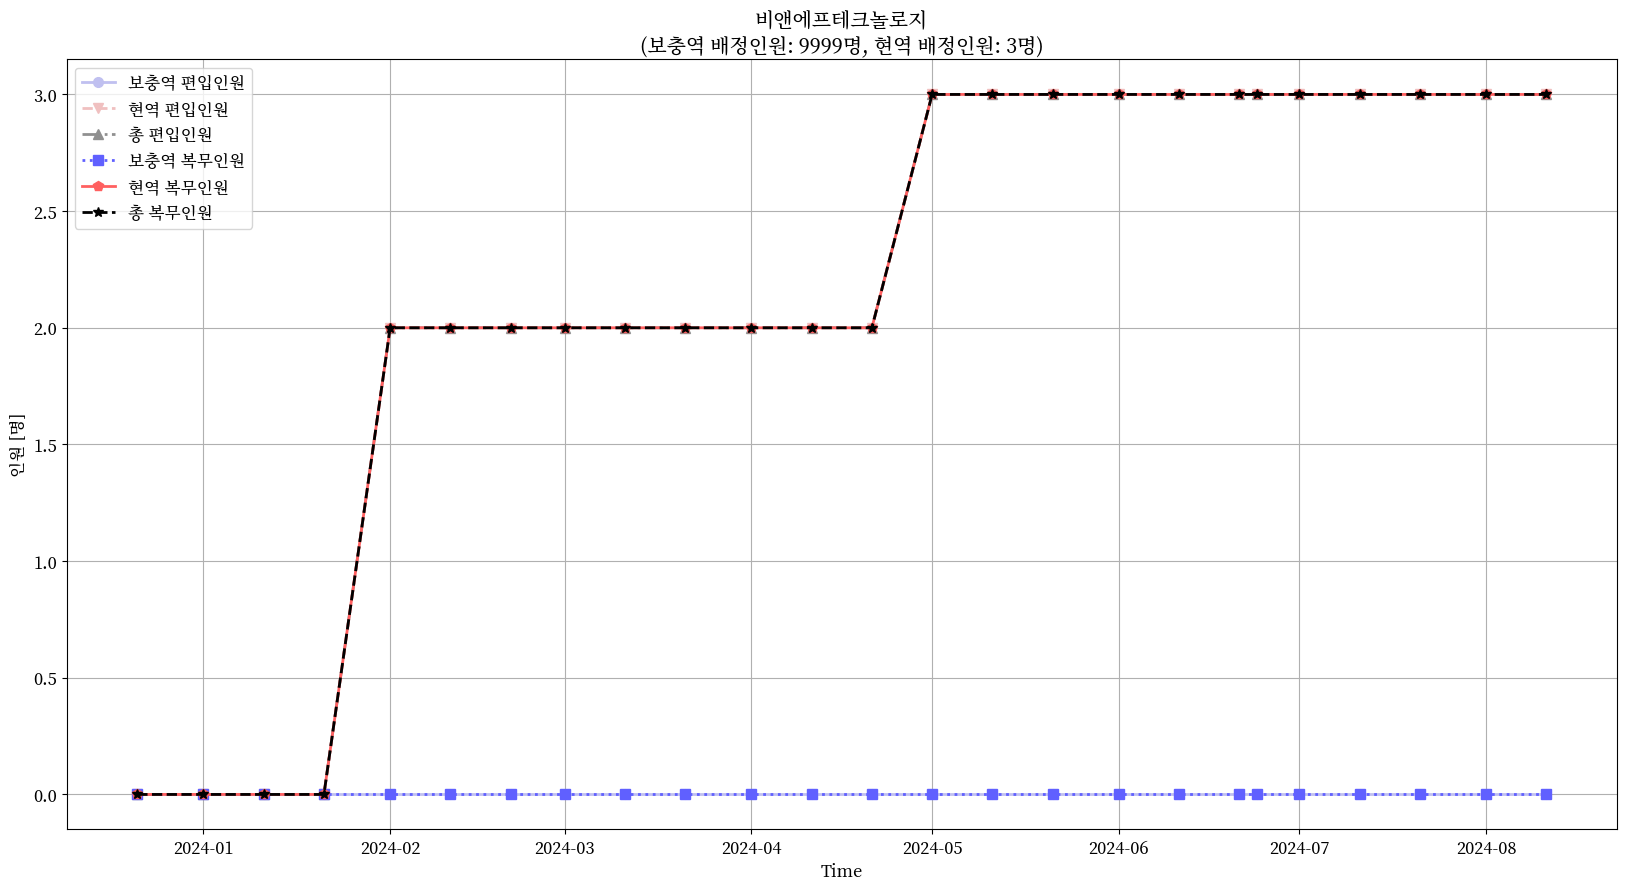 비앤에프테크놀로지
(보충역 배정인원: 9999명, 현역 배정인원: 3명)
보충역 편입인원
현역 편입인원
총 편입인원
보충역 복무인원
현역 복무인원
총 복무인원
3.0
2.5
2.0
1.5
1.0
0.5
0.0
인원 [명]
2024-01
2024-02
2024-03
2024-04
2024-05
2024-06
2024-07
2024-08
Time